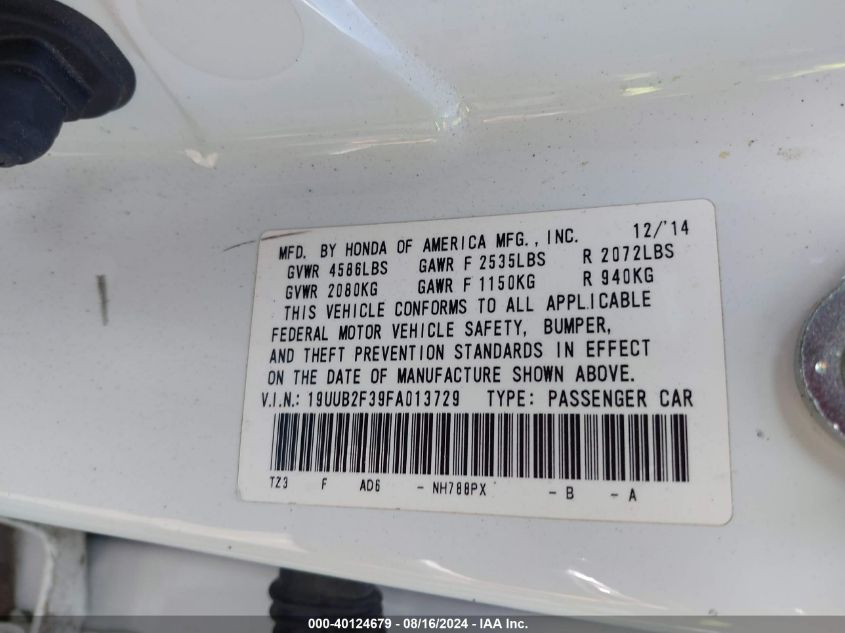 MFD. BY HONDA OF AMERICA MFG., INC. 12/'14
GVWR 4586LBS GAWR F 2535LBS R 2072LBS
GVWR 2080KG GAWR F 1150KG R 940KG
THIS VEHICLE CONFORMS TO ALL APPLICABLE
FEDERAL MOTOR VEHICLE SAFETY, BUMPER,
AND THEFT PREVENTION STANDARDS IN EFFECT
ON THE DATE OF MANUFACTURE SHOWN ABOVE.
V.I.N.: 19UUB2F39FA013729 TYPE: PASSENGER CAR
TZ3 F AD6 - NH788PX - B - A
000-40124679 - 08/16/2024 - IAA Inc.